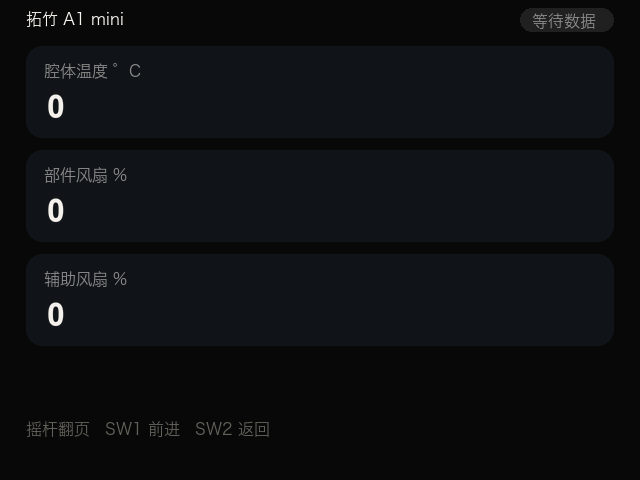 拓竹 A1 mini
等待数据
腔体温度 °C
0
部件风扇 %
0
辅助风扇 %
0
摇杆翻页 SW1 前进 SW2 返回